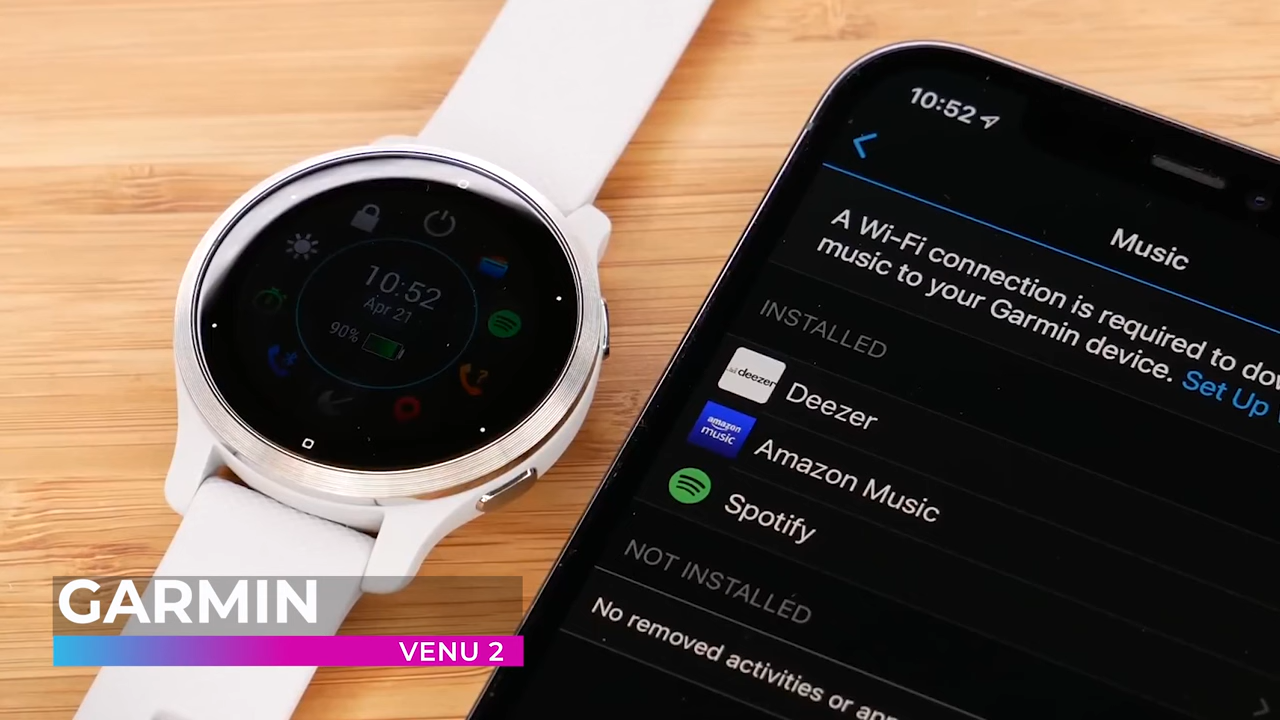 10:52
Apr 21
90%
10:52
Music
A Wi-Fi connection is required to dow
music to your Garmin device. Set Up
INSTALLED
deezer
Deezer
amazon
music
Amazon Music
Spotify
NOT INSTALLED
No removed activities or app
GARMIN
VENU 2